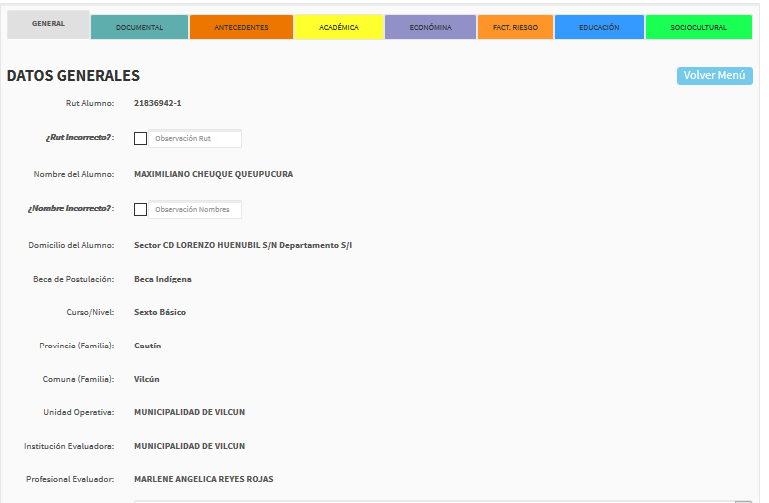 GENERAL DOCUMENTAL ANTECEDENTES ACADÉMICA ECONÓMINA FACT. RIESGO EDUCACIÓN SOCIOCULTURAL
DATOS GENERALES Volver Menú
Rut Alumno: 21836942-1
¿Rut Incorrecto?: Observación Rut
Nombre del Alumno: MAXIMILIANO CHEUQUE QUEUPUCURA
¿Nombre Incorrecto?: Observación Nombres
Domicilio del Alumno: Sector CD LORENZO HUENUBIL S/N Departamento S/I
Beca de Postulación: Beca Indígena
Curso/Nivel: Sexto Básico
Provincia (Familia): Cautín
Comuna (Familia): Vilcún
Unidad Operativa: MUNICIPALIDAD DE VILCUN
Institución Evaluadora: MUNICIPALIDAD DE VILCUN
Profesional Evaluador: MARLENE ANGELICA REYES ROJAS